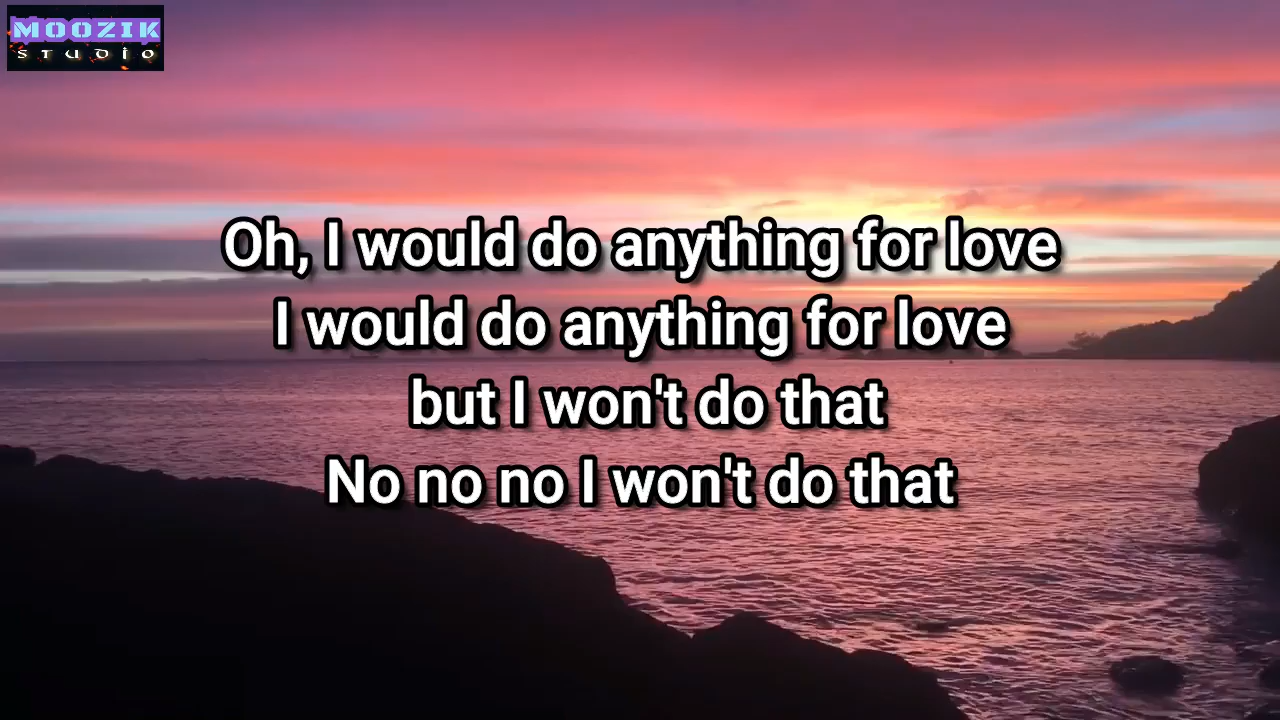 MOOZIK
STUDIO
Oh, I would do anything for love
I would do anything for love
but I won't do that
No no no I won't do that